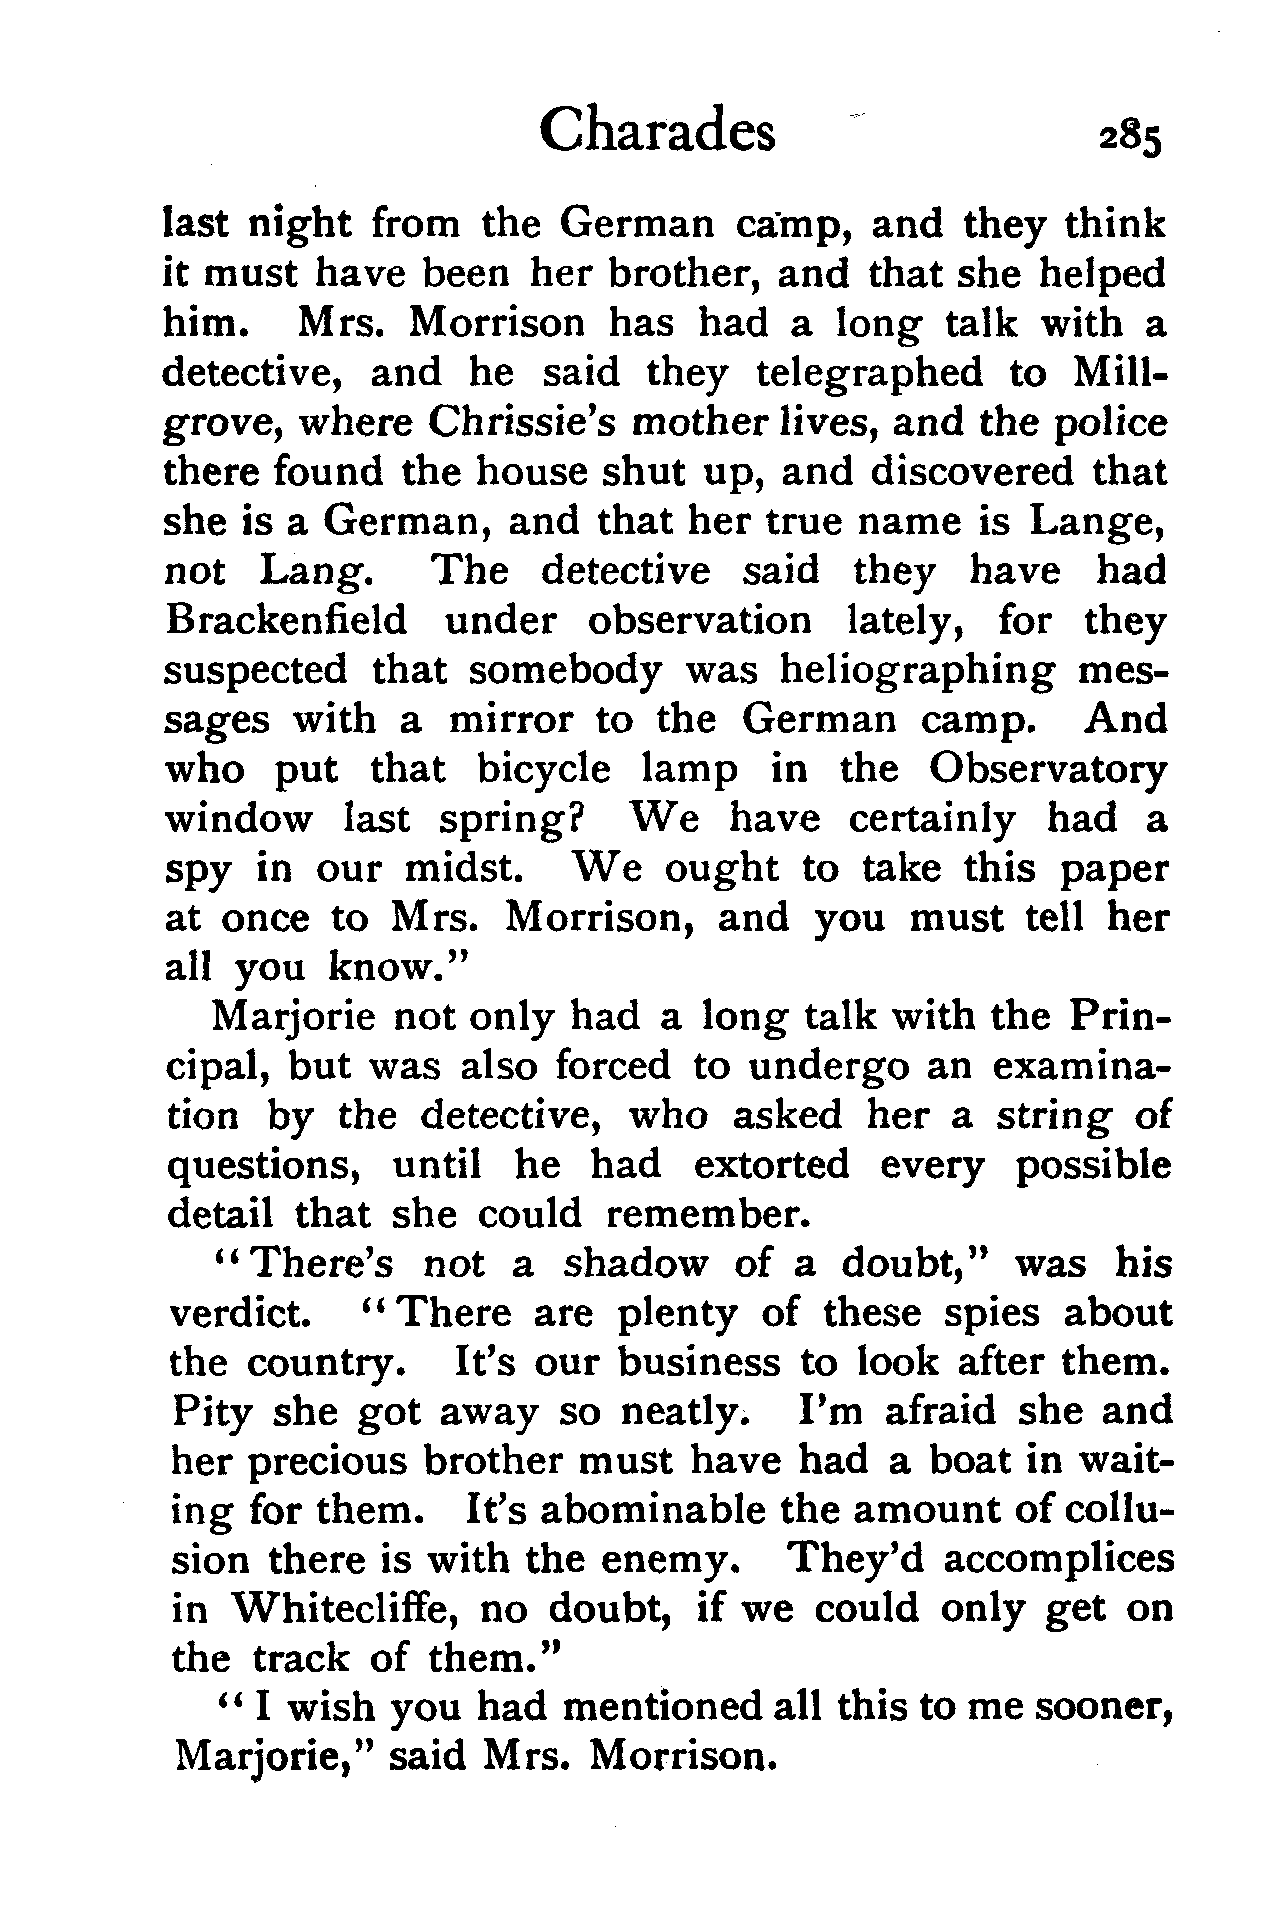 Charades 285
last night from the German camp, and they think
it must have been her brother, and that she helped
him. Mrs. Morrison has had a long talk with a
detective, and he said they telegraphed to Mill-
grove, where Chrissie's mother lives, and the police
there found the house shut up, and discovered that
she is a German, and that her true name is Lange,
not Lang. The detective said they have had
Brackenfield under observation lately, for they
suspected that somebody was heliographing mes-
sages with a mirror to the German camp. And
who put that bicycle lamp in the Observatory
window last spring? We have certainly had a
spy in our midst. We ought to take this paper
at once to Mrs. Morrison, and you must tell her
all you know."
Marjorie not only had a long talk with the Prin-
cipal, but was also forced to undergo an examina-
tion by the detective, who asked her a string of
questions, until he had extorted every possible
detail that she could remember.
"There's not a shadow of a doubt," was his
verdict. "There are plenty of these spies about
the country. It's our business to look after them.
Pity she got away so neatly. I'm afraid she and
her precious brother must have had a boat in wait-
ing for them. It's abominable the amount of collu-
sion there is with the enemy. They'd accomplices
in Whitecliffe, no doubt, if we could only get on
the track of them."
"I wish you had mentioned all this to me sooner,
Marjorie," said Mrs. Morrison.